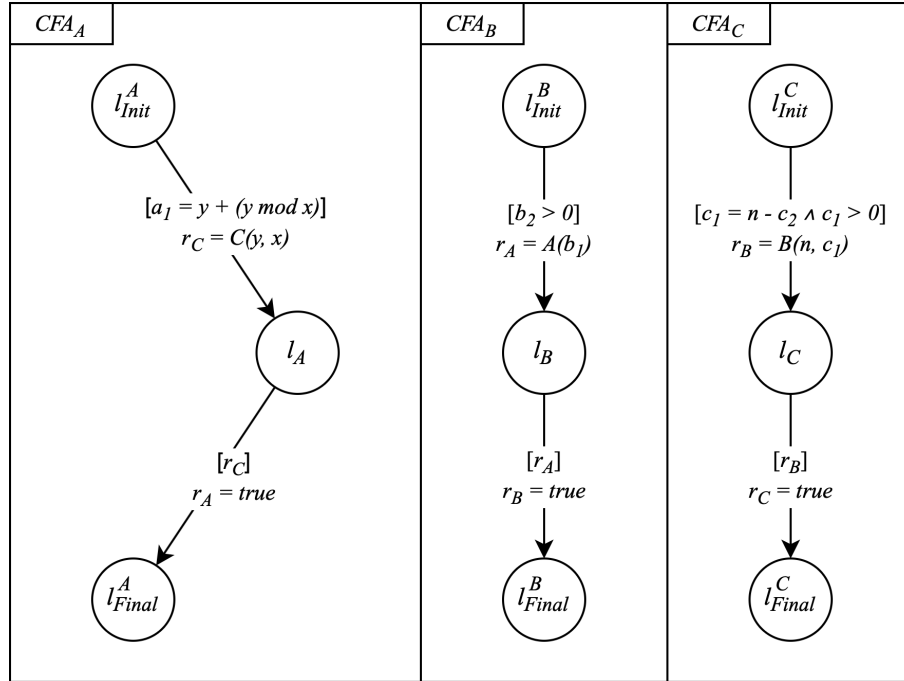 CFA_A
l^A_Init
[a_1 = y + (y mod x)]
r_C = C(y, x)
l_A
[r_C]
r_A = true
l^A_Final
CFA_B
l^B_Init
[b_2 > 0]
r_A = A(b_1)
l_B
[r_A]
r_B = true
l^B_Final
CFA_C
l^C_Init
[c_1 = n - c_2 ∧ c_1 > 0]
r_B = B(n, c_1)
l_C
[r_B]
r_C = true
l^C_Final